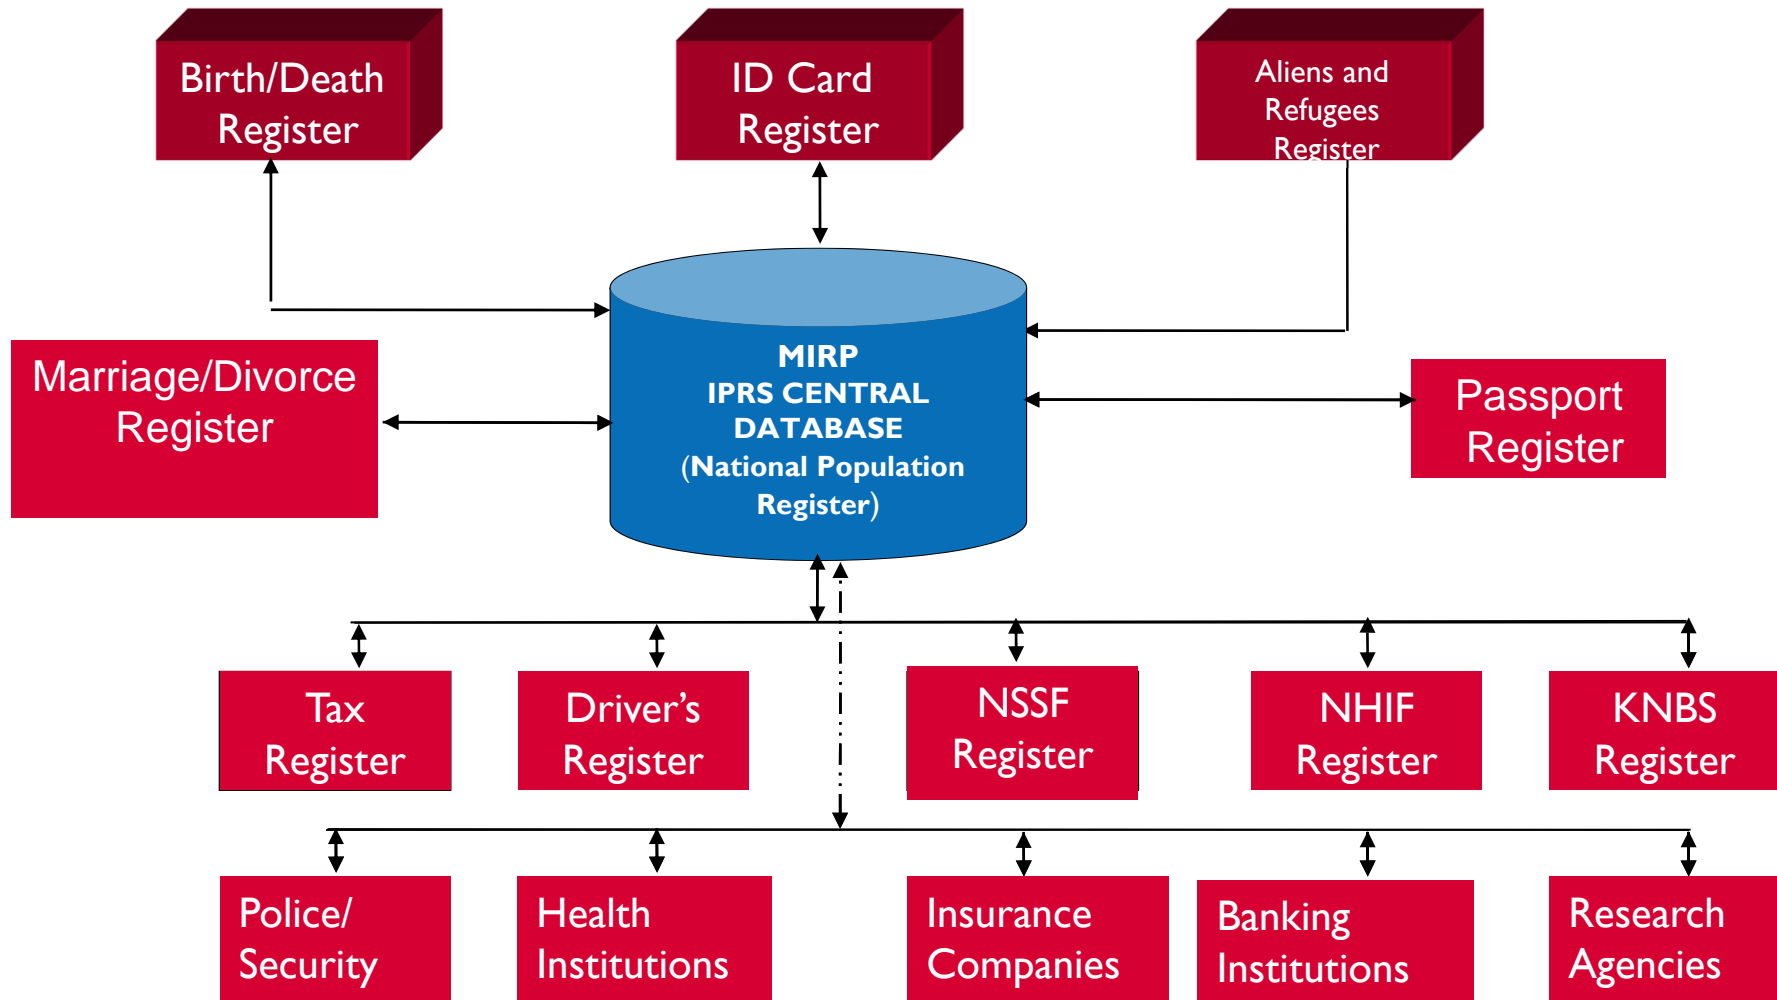 Birth/Death
Register
ID Card
Register
Aliens and
Refugees
Register
Marriage/Divorce
Register
MIRP
IPRS CENTRAL
DATABASE
(National Population
Register)
Passport
Register
Tax
Register
Driver's
Register
NSSF
Register
NHIF
Register
KNBS
Register
Police/
Security
Health
Institutions
Insurance
Companies
Banking
Institutions
Research
Agencies